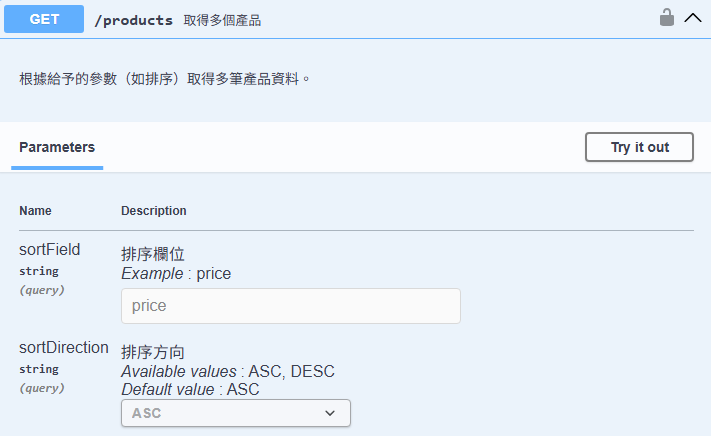 GET /products 取得多個產品
根據給予的參數（如排序）取得多筆產品資料。
Parameters Try it out
Name Description
sortField 排序欄位
string Example : price
(query) price
sortDirection 排序方向
string Available values : ASC, DESC
(query) Default value : ASC
ASC